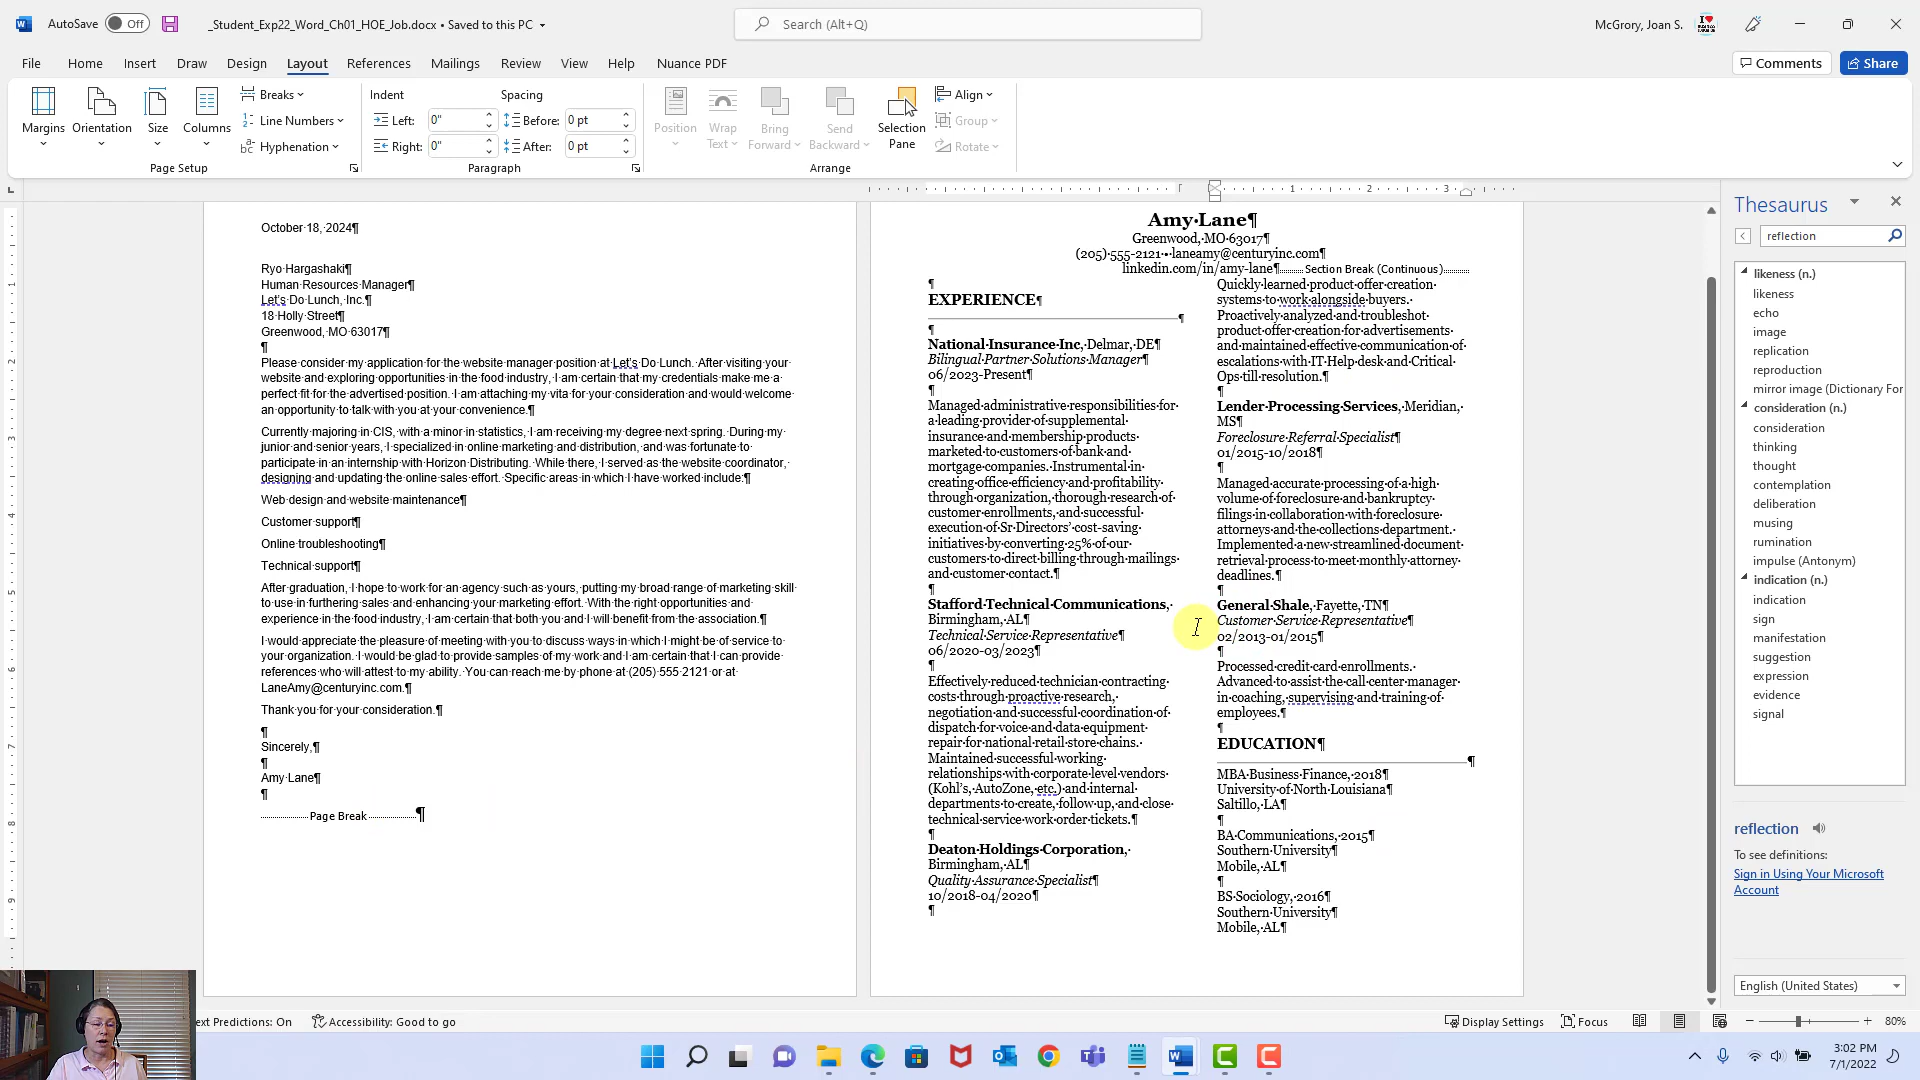 AutoSave Off _Student_Exp22_Word_Ch01_HOE_Job.docx • Saved to this PC
Search (Alt+Q)
McGrory, Joan S.
File Home Insert Draw Design Layout References Mailings Review View Help Nuance PDF
Comments Share
Margins
Orientation
Size
Columns
Breaks
Line Numbers
Hyphenation
Page Setup
Indent
Left: 0"
Right: 0"
Spacing
Before: 0 pt
After: 0 pt
Paragraph
Position
Wrap Text
Bring Forward
Send Backward
Selection Pane
Align
Group
Rotate
Arrange
1 2 3
October·18,·2024¶
Ryo·Hargashaki¶
Human·Resources·Manager¶
Let's·Do·Lunch,·Inc.¶
18·Holly·Street¶
Greenwood,·MO·63017¶
¶
Please·consider·my·application·for·the·website·manager·position·at·Let's·Do·Lunch.·After·visiting·your·
website·and·exploring·opportunities·in·the·food·industry,·I·am·certain·that·my·credentials·make·me·a·
perfect·fit·for·the·advertised·position.·I·am·attaching·my·vita·for·your·consideration·and·would·welcome·
an·opportunity·to·talk·with·you·at·your·convenience.¶
Currently·majoring·in·CIS,·with·a·minor·in·statistics,·I·am·receiving·my·degree·next·spring.·During·my·
junior·and·senior·years,·I·specialized·in·online·marketing·and·distribution,·and·was·fortunate·to·
participate·in·an·internship·with·Horizon·Distributing.·While·there,·I·served·as·the·website·coordinator,·
designing·and·updating·the·online·sales·effort.·Specific·areas·in·which·I·have·worked·include:¶
Web·design·and·website·maintenance¶
Customer·support¶
Online·troubleshooting¶
Technical·support¶
After·graduation,·I·hope·to·work·for·an·agency·such·as·yours,·putting·my·broad·range·of·marketing·skill·
to·use·in·furthering·sales·and·enhancing·your·marketing·effort.·With·the·right·opportunities·and·
experience·in·the·food·industry,·I·am·certain·that·both·you·and·I·will·benefit·from·the·association.¶
I·would·appreciate·the·pleasure·of·meeting·with·you·to·discuss·ways·in·which·I·might·be·of·service·to·
your·organization.·I·would·be·glad·to·provide·samples·of·my·work·and·I·am·certain·that·I·can·provide·
references·who·will·attest·to·my·ability.·You·can·reach·me·by·phone·at·(205)·555-2121·or·at·
LaneAmy@centuryinc.com.¶
Thank·you·for·your·consideration.¶
¶
Sincerely,¶
¶
Amy·Lane¶
¶
Page Break¶
Amy·Lane¶
Greenwood,·MO·63017¶
(205)·555-2121·•·laneamy@centuryinc.com¶
linkedin.com/in/amy-lane¶ Section Break (Continuous)
¶
EXPERIENCE¶
¶
¶
National·Insurance·Inc,·Delmar,·DE¶
Bilingual·Partner·Solutions·Manager¶
06/2023-Present¶
¶
Managed·administrative·responsibilities·for·
a·leading·provider·of·supplemental·
insurance·and·membership·products·
marketed·to·customers·of·bank·and·
mortgage·companies.·Instrumental·in·
creating·office·efficiency·and·profitability·
through·organization,·thorough·research·of·
customer·enrollments,·and·successful·
execution·of·Sr·Directors'·cost-saving·
initiatives·by·converting·25%·of·our·
customers·to·direct·billing·through·mailings·
and·customer·contact.¶
¶
Stafford·Technical·Communications,·
Birmingham,·AL¶
Technical·Service·Representative¶
06/2020-03/2023¶
¶
Effectively·reduced·technician·contracting·
costs·through·proactive·research,·
negotiation·and·successful·coordination·of·
dispatch·for·voice·and·data·equipment·
repair·for·national·retail·store·chains.·
Maintained·successful·working·
relationships·with·corporate·level·vendors·
(Kohl's,·AutoZone,·etc.)·and·internal·
departments·to·create,·follow·up,·and·close·
technical·service·work·order·tickets.¶
¶
Deaton·Holdings·Corporation,·
Birmingham,·AL¶
Quality·Assurance·Specialist¶
10/2018-04/2020¶
¶
Quickly·learned·product·offer·creation·
systems·to·work·alongside·buyers.·
Proactively·analyzed·and·troubleshot·
product·offer·creation·for·advertisements·
and·maintained·effective·communication·of·
escalations·with·IT·Help·desk·and·Critical·
Ops·till·resolution.¶
¶
Lender·Processing·Services,·Meridian,·
MS¶
Foreclosure·Referral·Specialist¶
01/2015-10/2018¶
¶
Managed·accurate·processing·of·a·high·
volume·of·foreclosure·and·bankruptcy·
filings·in·collaboration·with·foreclosure·
attorneys·and·the·collections·department.·
Implemented·a·new·streamlined·document·
retrieval·process·to·meet·monthly·attorney·
deadlines.¶
¶
General·Shale,·Fayette,·TN¶
Customer·Service·Representative¶
02/2013-01/2015¶
¶
Processed·credit·card·enrollments.·
Advanced·to·assist·the·call·center·manager·
in·coaching,·supervising·and·training·of·
employees.¶
¶
EDUCATION¶
¶
MBA·Business·Finance,·2018¶
University·of·North·Louisiana¶
Saltillo,·LA¶
¶
BA·Communications,·2015¶
Southern·University¶
Mobile,·AL¶
¶
BS·Sociology,·2016¶
Southern·University¶
Mobile,·AL¶
Thesaurus
reflection
likeness (n.)
likeness
echo
image
replication
reproduction
mirror image (Dictionary For
consideration (n.)
consideration
thinking
thought
contemplation
deliberation
musing
rumination
impulse (Antonym)
indication (n.)
indication
sign
manifestation
suggestion
expression
evidence
signal
reflection
To see definitions:
Sign in Using Your Microsoft
Account
English (United States)
ext Predictions: On Accessibility: Good to go
Display Settings Focus 80%
3:02 PM
7/1/2022